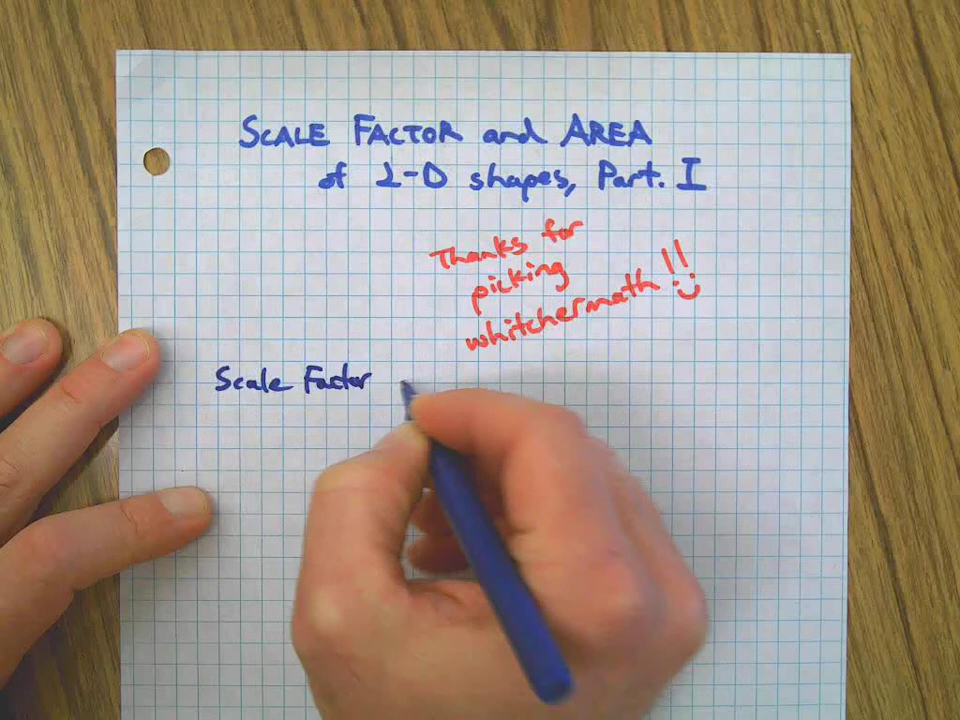 SCALE FACTOR and AREA
of 2-D shapes, Part. I
Thanks for
picking
whitchermath!!
Scale Factor